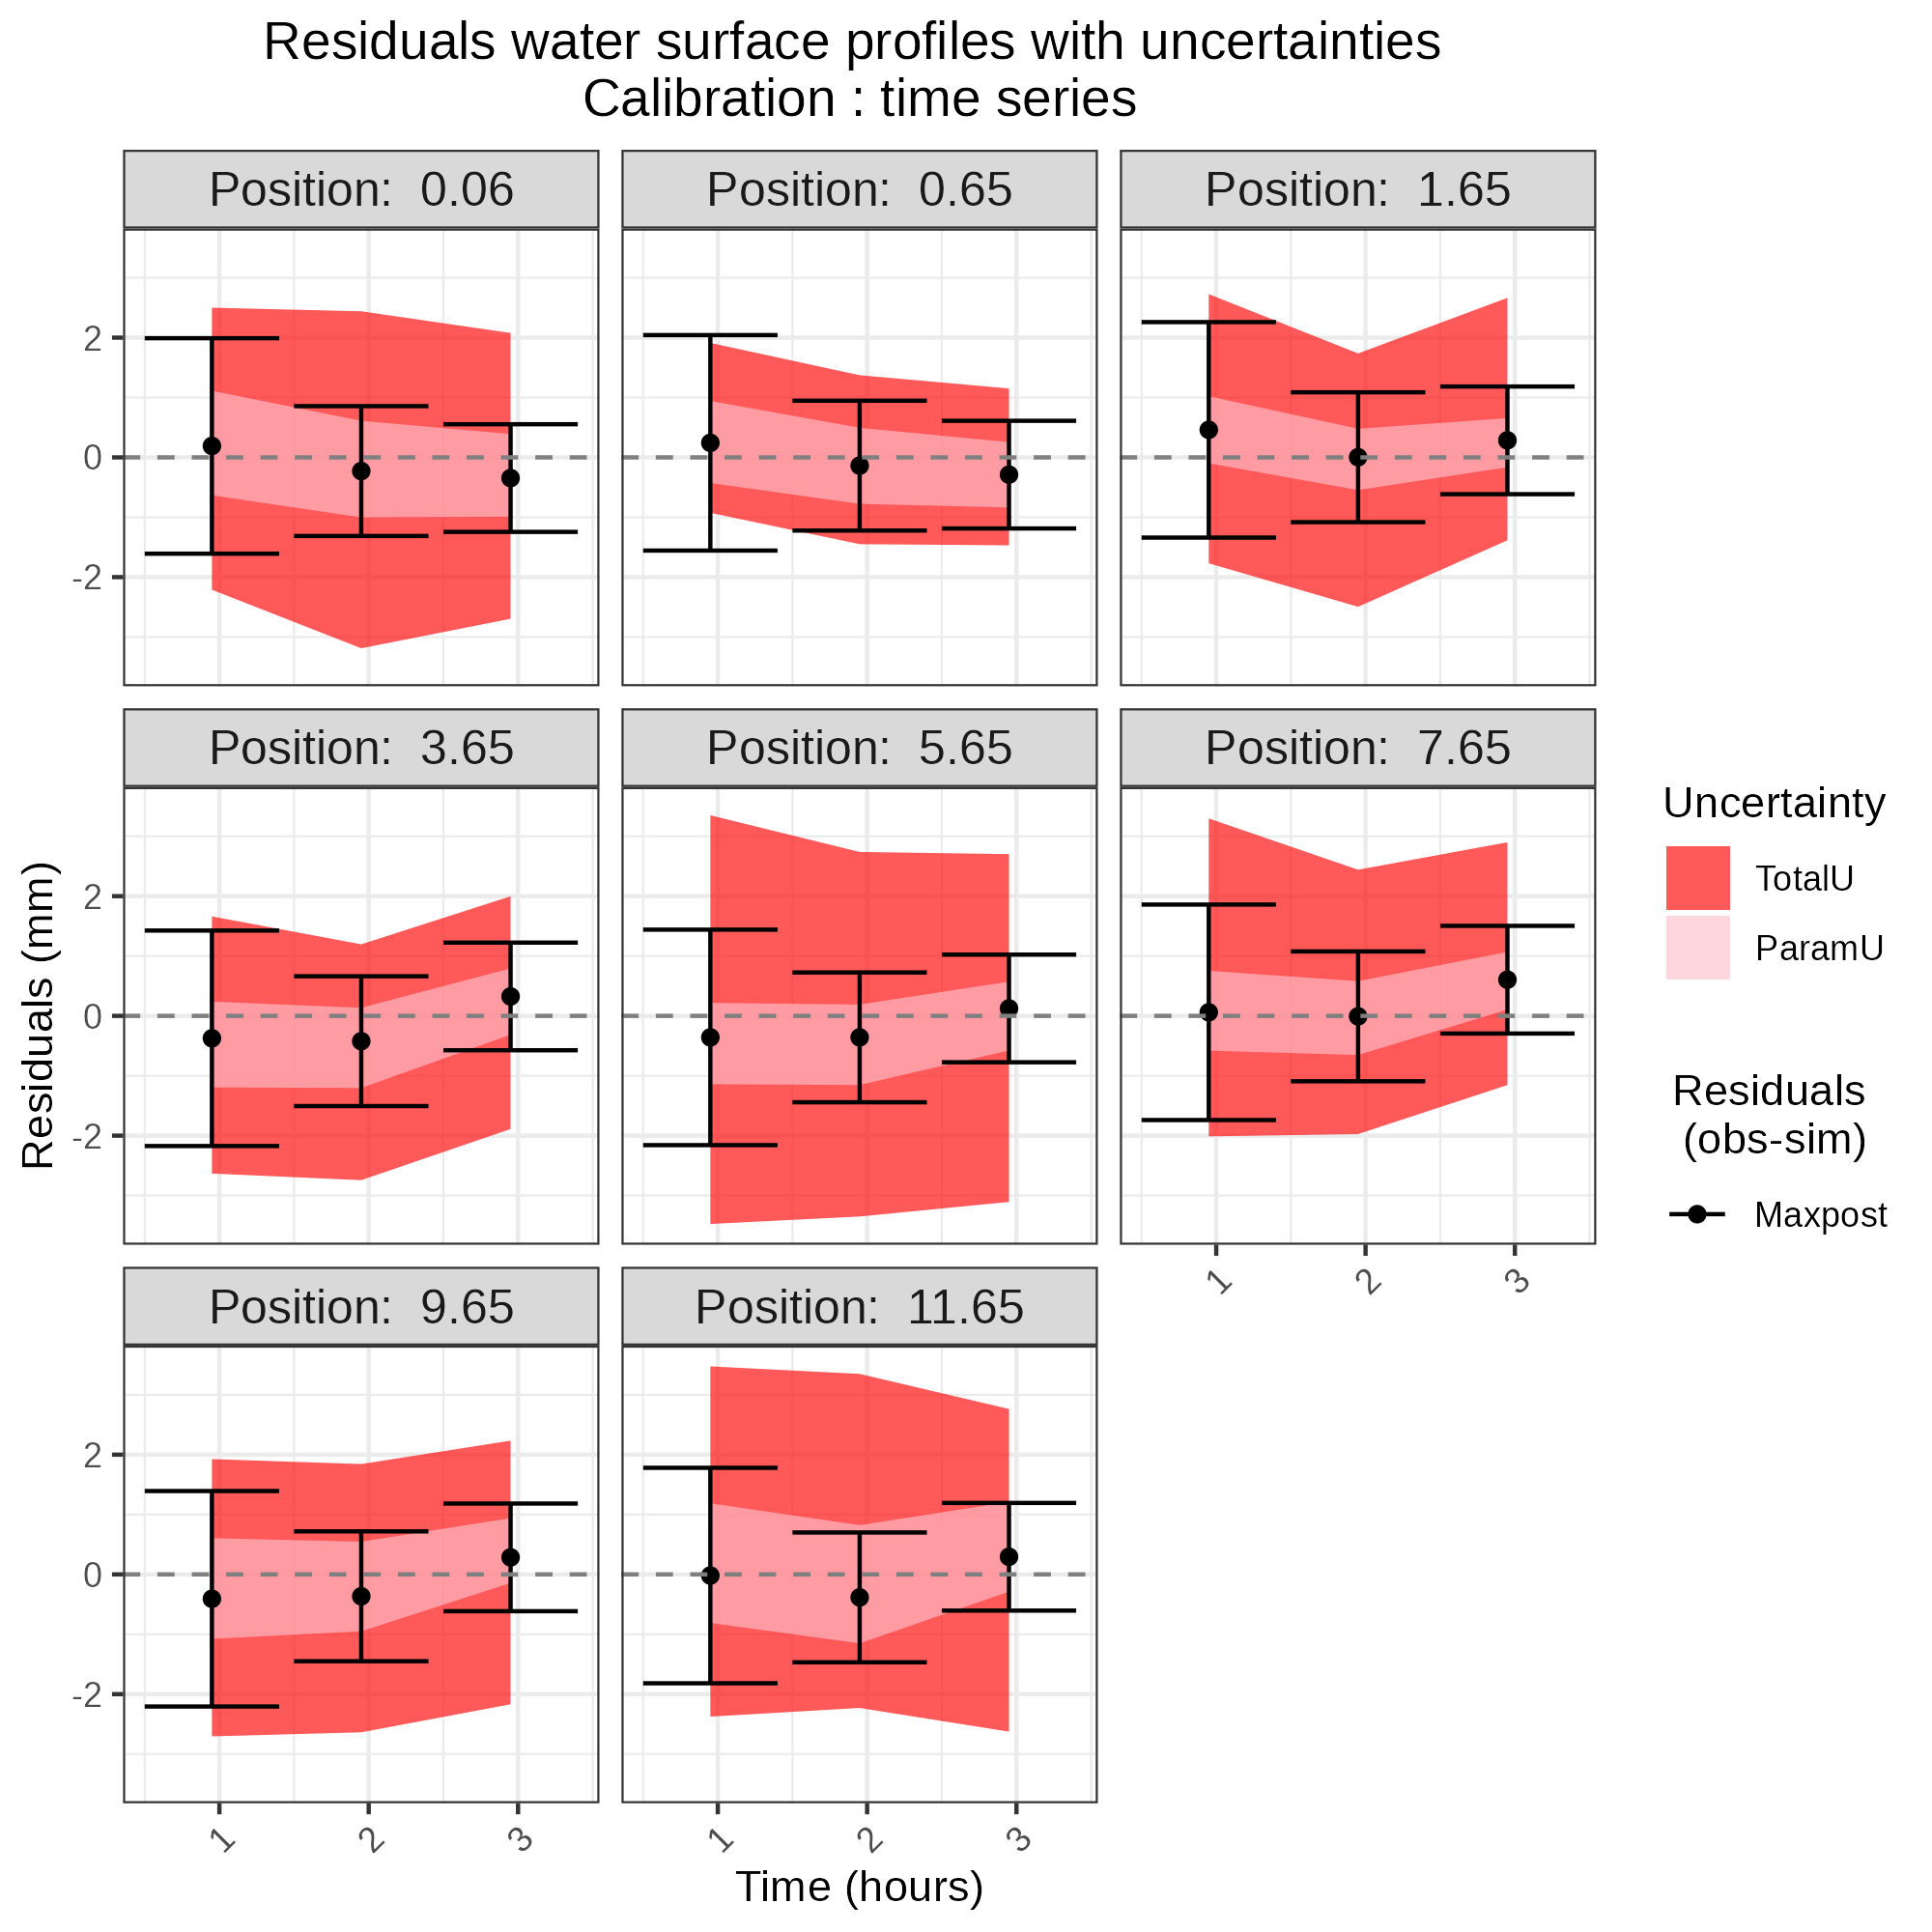 Residuals water surface profiles with uncertainties
Calibration : time series
Position:  0.06
Position:  0.65
Position:  1.65
2
0
-2
Position:  3.65
Position:  5.65
Position:  7.65
2
0
-2
1
2
3
Position:  9.65
Position:  11.65
2
0
-2
1
2
3
1
2
3
Time (hours)
Residuals (mm)
Uncertainty
TotalU
ParamU
Residuals
(obs-sim)
Maxpost